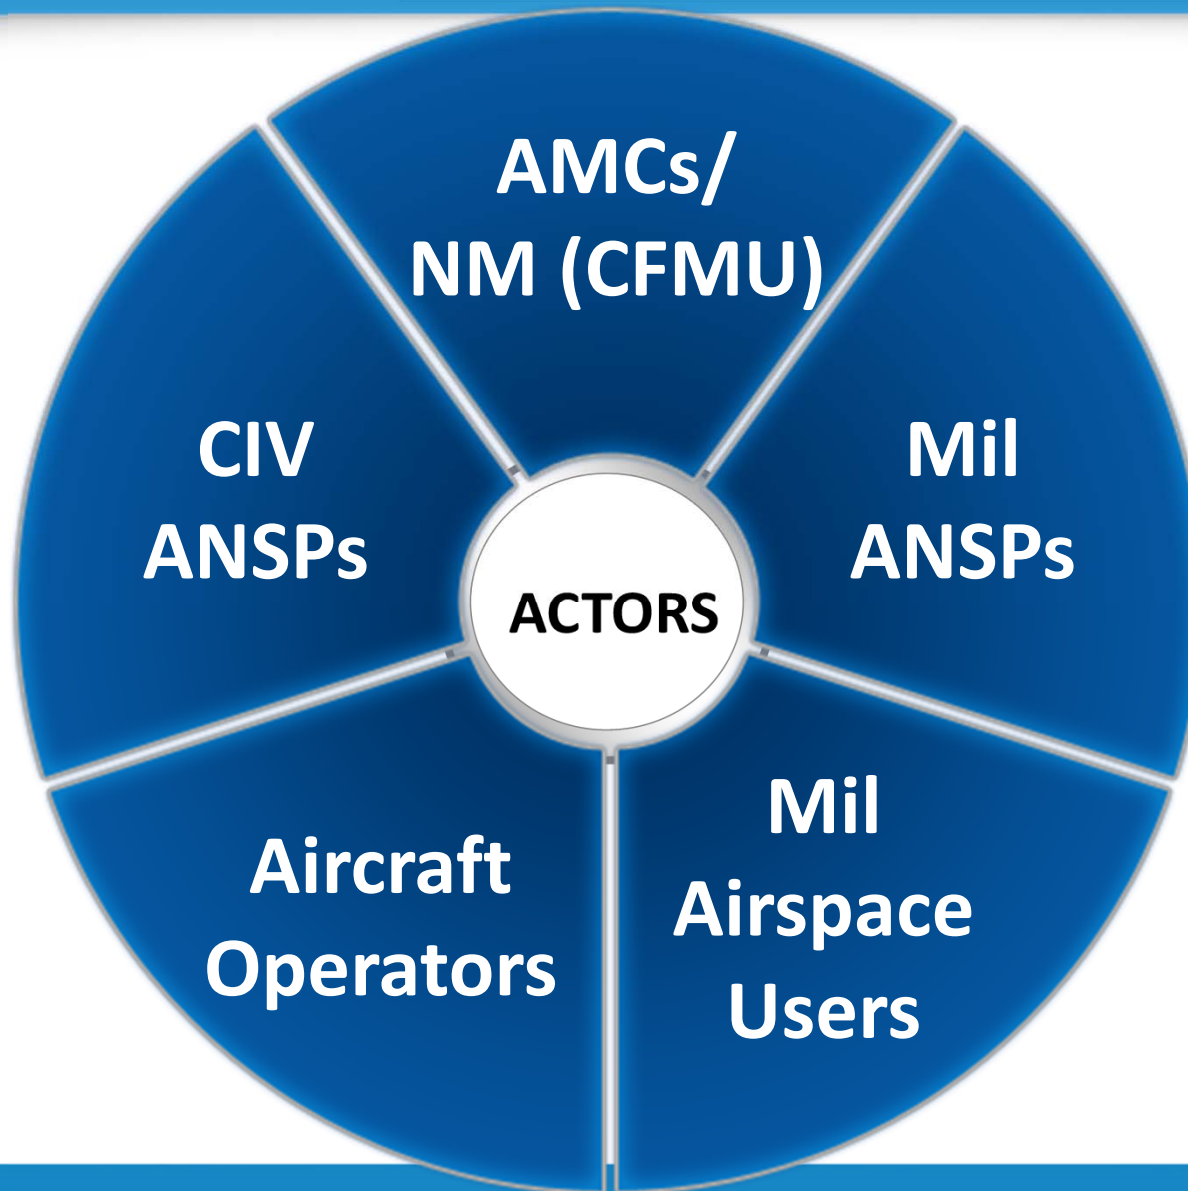 AMCs/
NM (CFMU)
CIV
ANSPs
Mil
ANSPs
ACTORS
Aircraft
Operators
Mil
Airspace
Users